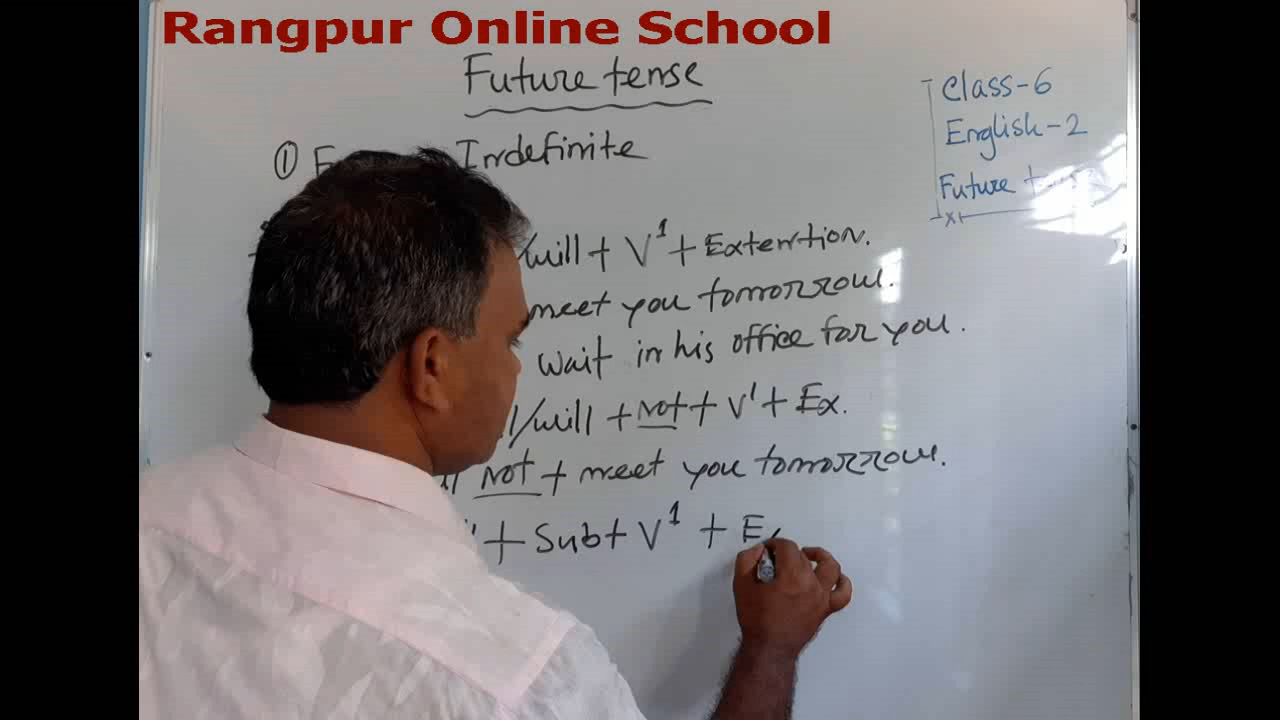 Rangpur Online School
Future tense
Class-6
English-2
Future
① Indefinite
/will + V¹ + Extention.
meet you tomorrow.
wait in his office for you.
/will + Not + V¹ + Ex.
Not + meet you tomorrow.
+ Sub + V¹ + E